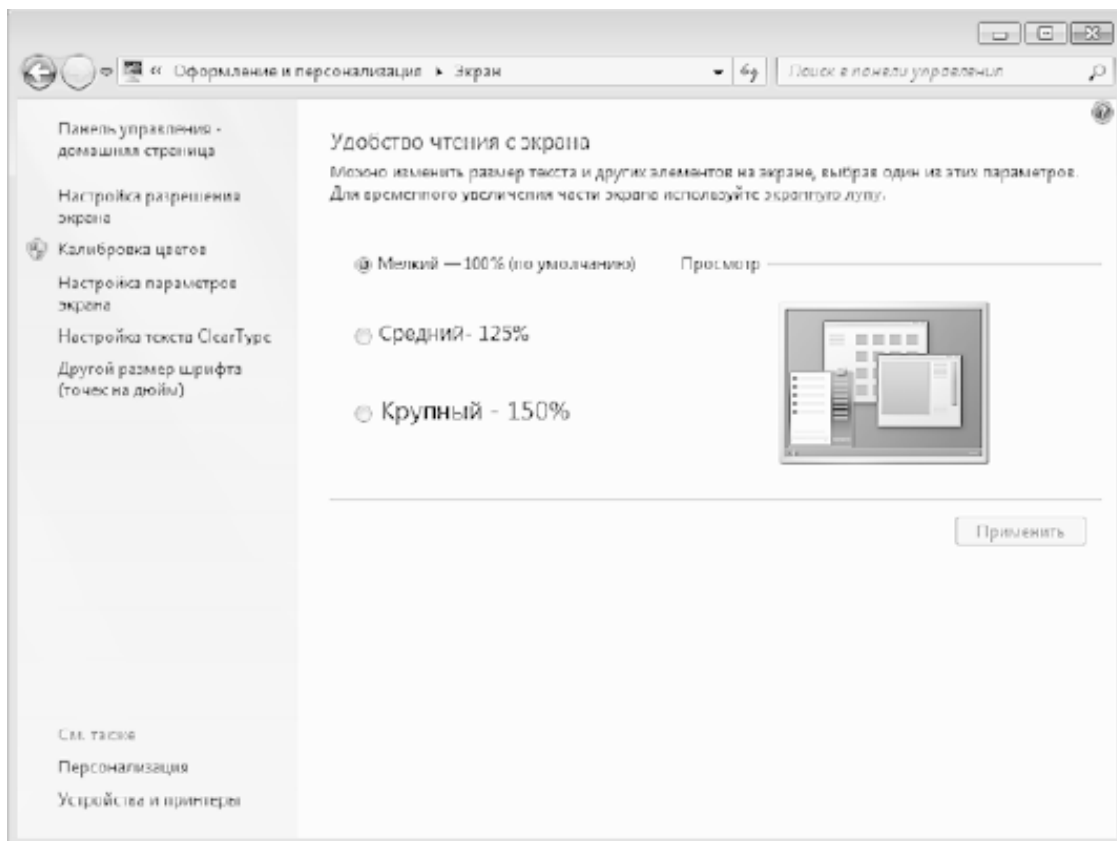 « Оформление и персонализация ▸ Экран
Поиск в панели управления
Панель управления -
домашняя страница
Настройка разрешения
экрана
Калибровка цветов
Настройка параметров
экрана
Настройка текста ClearType
Другой размер шрифта
(точек на дюйм)
См. также
Персонализация
Устройства и принтеры
Удобство чтения с экрана
Можно изменить размер текста и других элементов на экране, выбрав один из этих параметров.
Для временного увеличения части экрана используйте экранную лупу.
Мелкий — 100% (по умолчанию)
Просмотр
Средний- 125%
Крупный - 150%
Применить